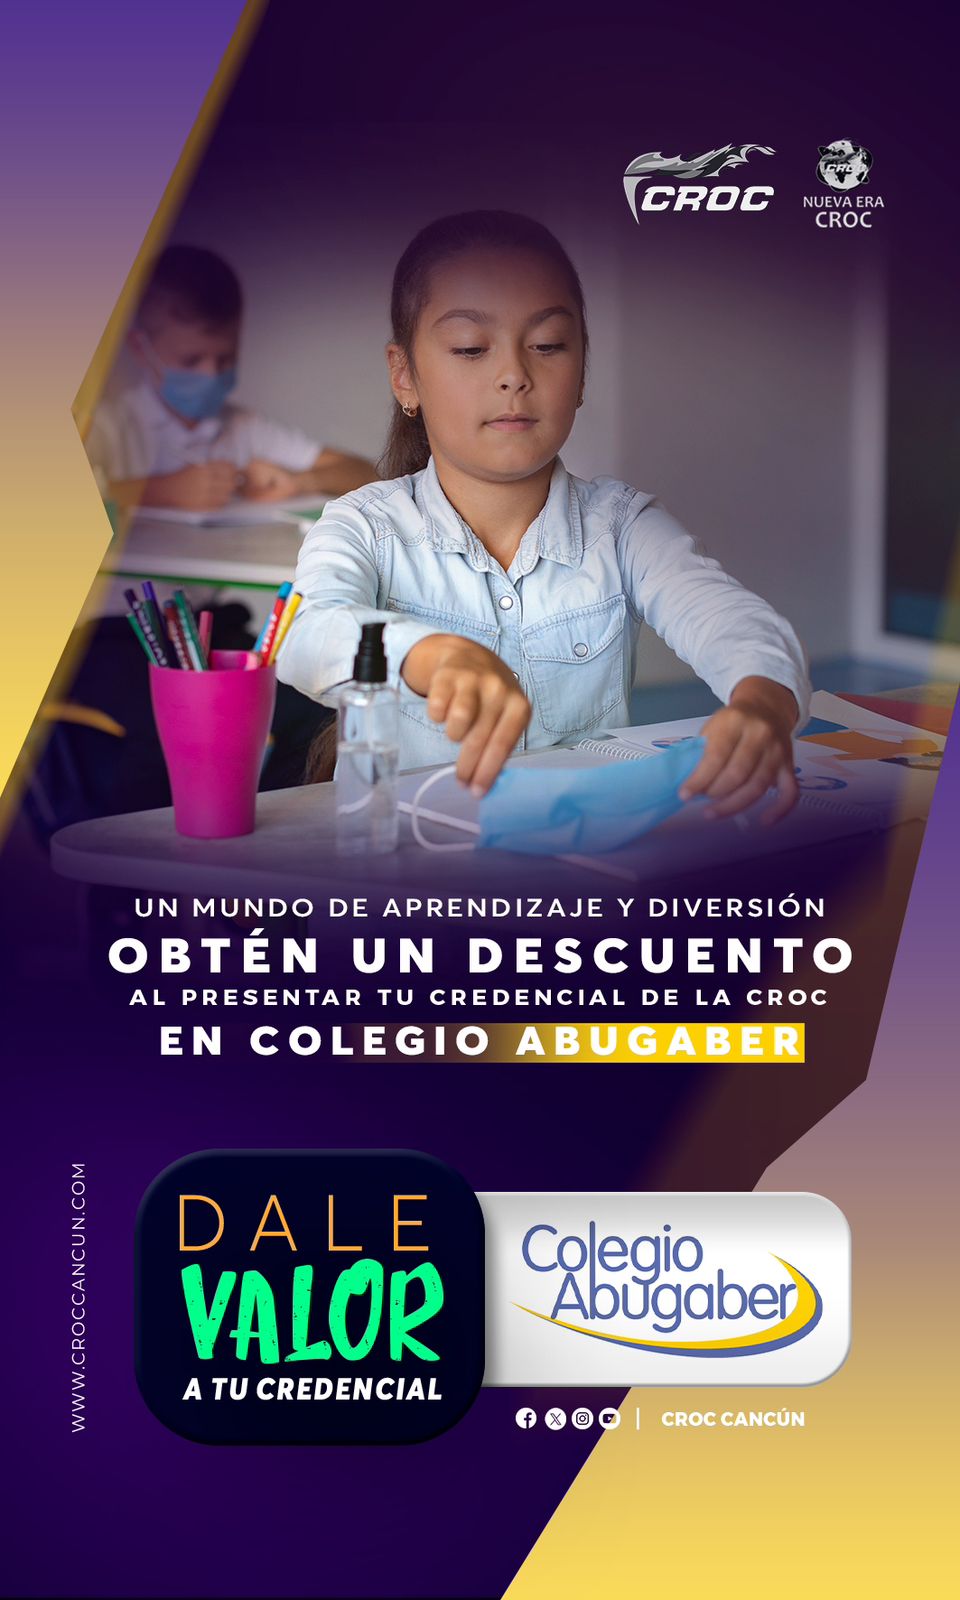 CROC
CROC
NUEVA ERA
CROC
UN MUNDO DE APRENDIZAJE Y DIVERSIÓN
OBTÉN UN DESCUENTO
AL PRESENTAR TU CREDENCIAL DE LA CROC
EN COLEGIO ABUGABER
WWW.CROCCANCUN.COM
DALE
VALOR
A TU CREDENCIAL
Colegio
Abugaber
CROC CANCÚN